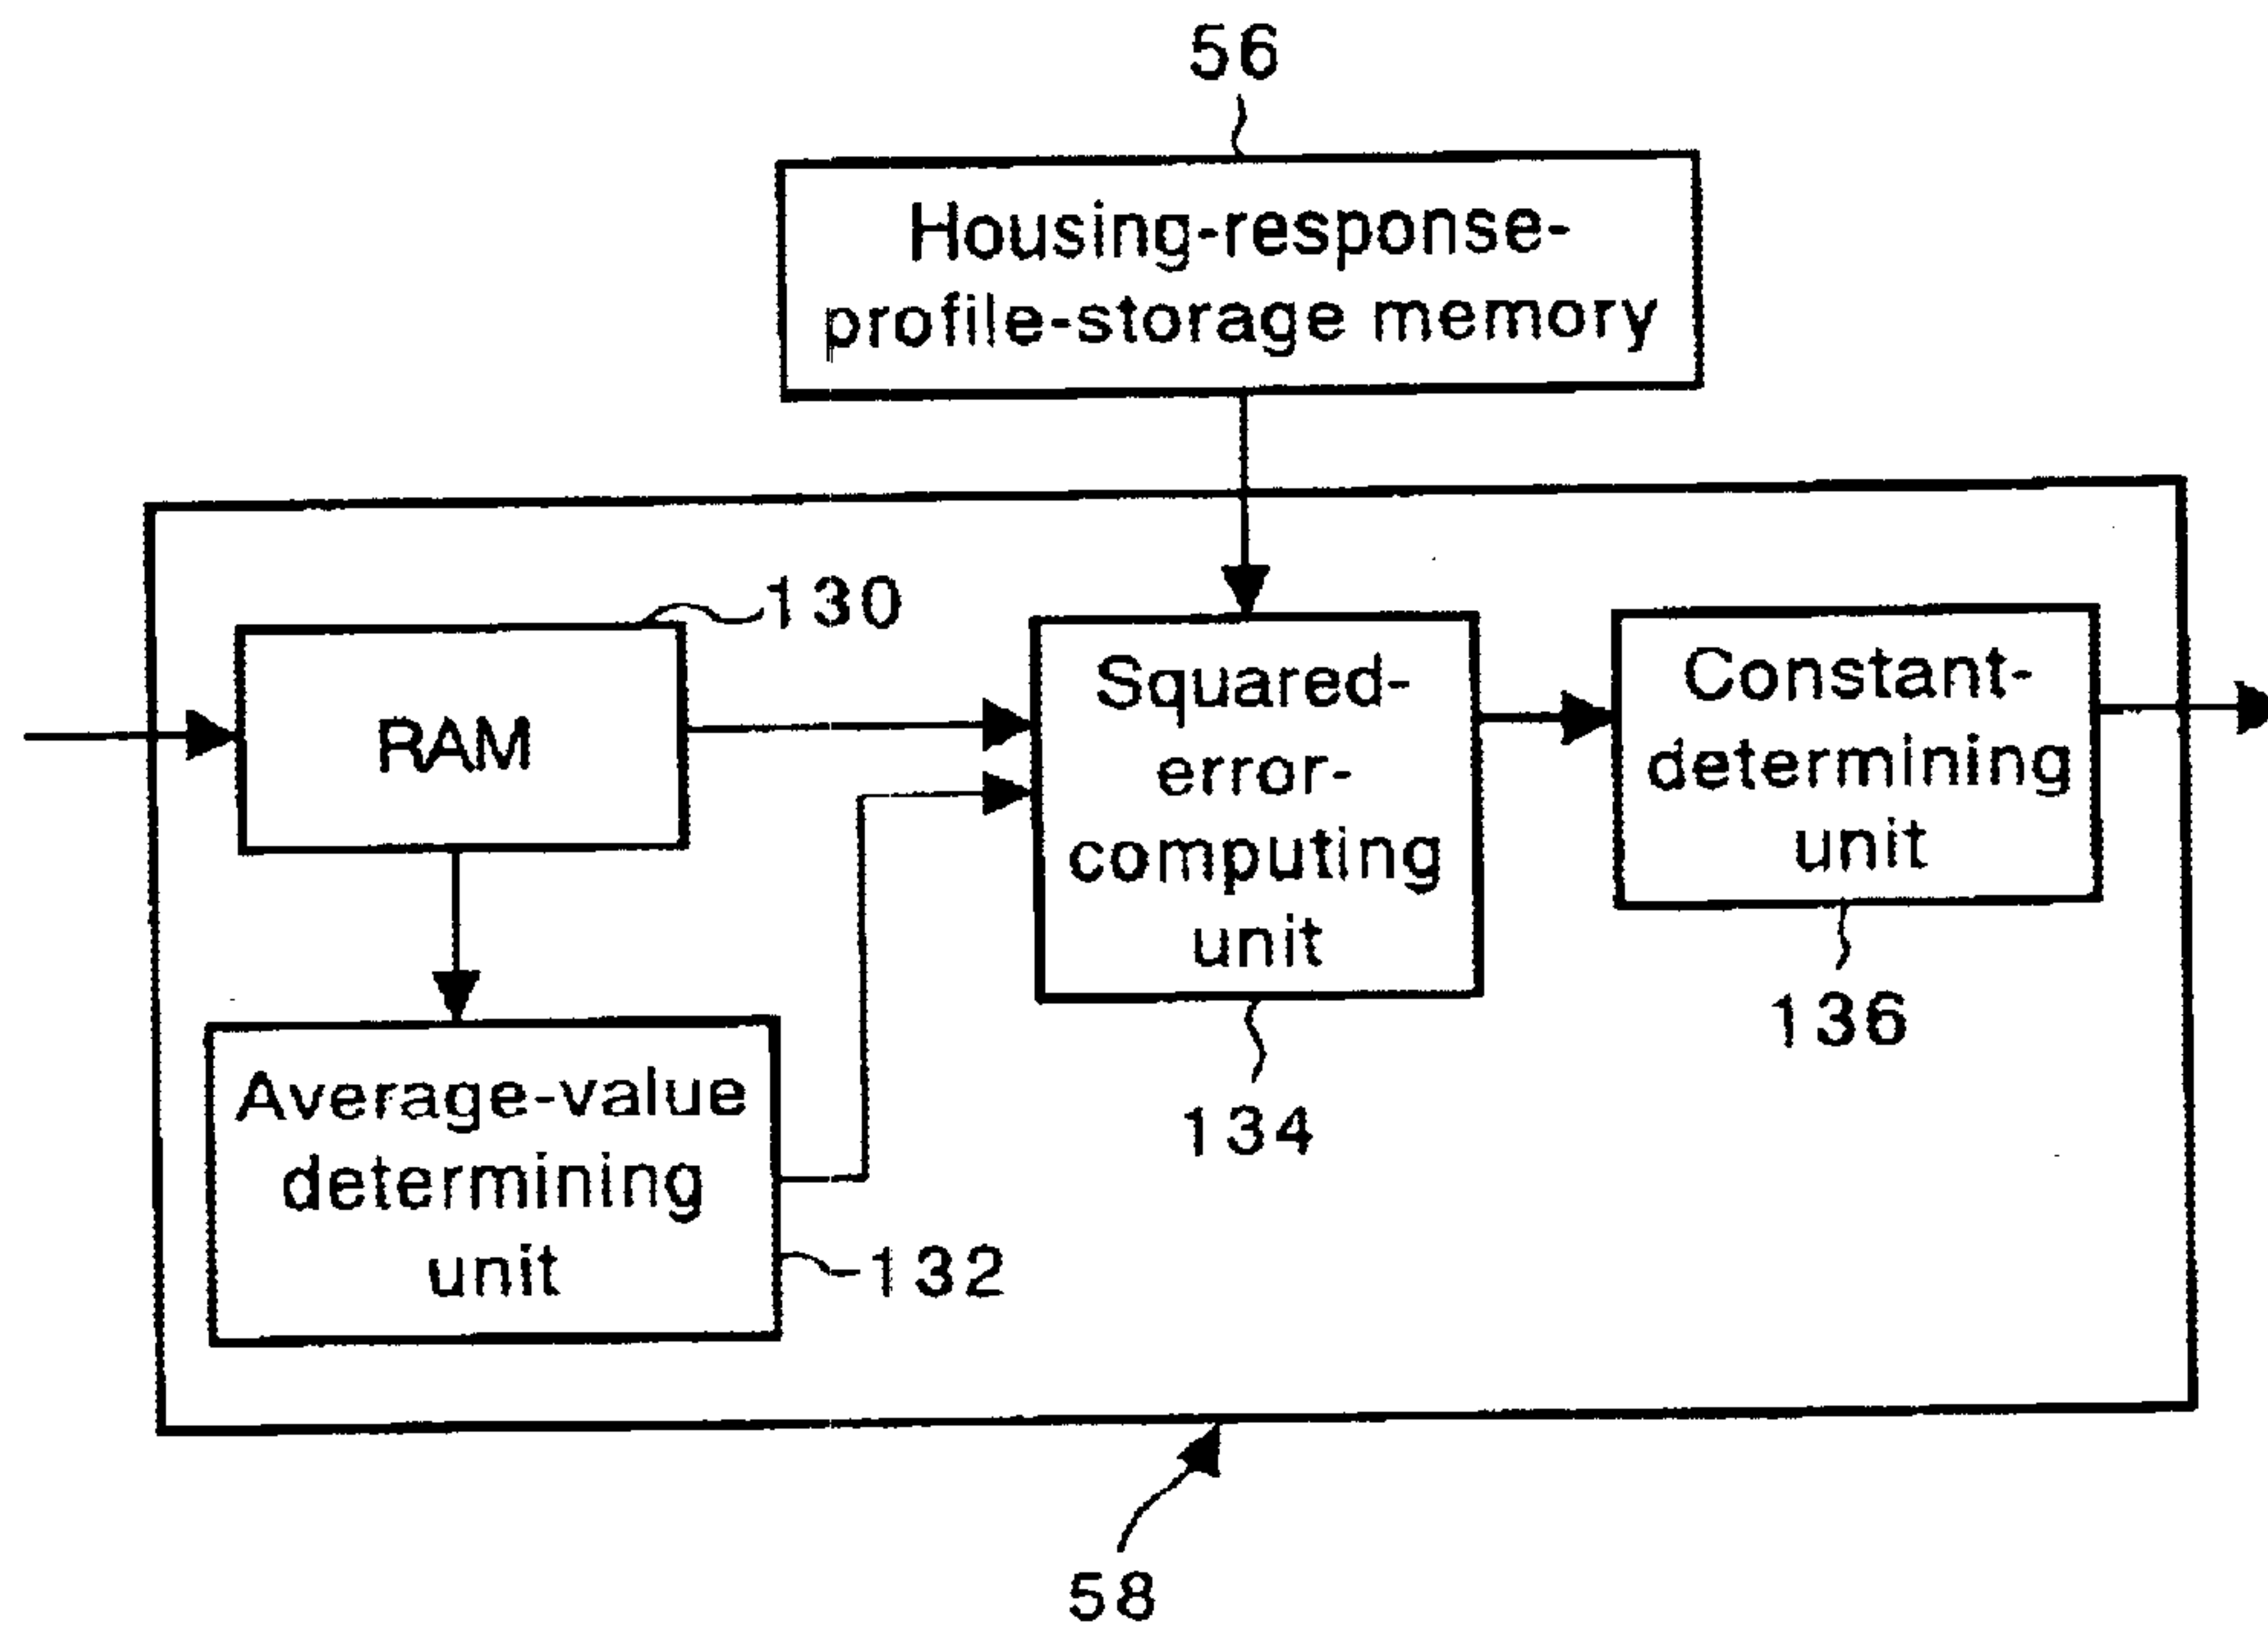 56
Housing-response-
profile-storage memory
130
RAM
Squared-
error-
computing
unit
Constant-
determining
unit
136
134
Average-value
determining
unit
132
58